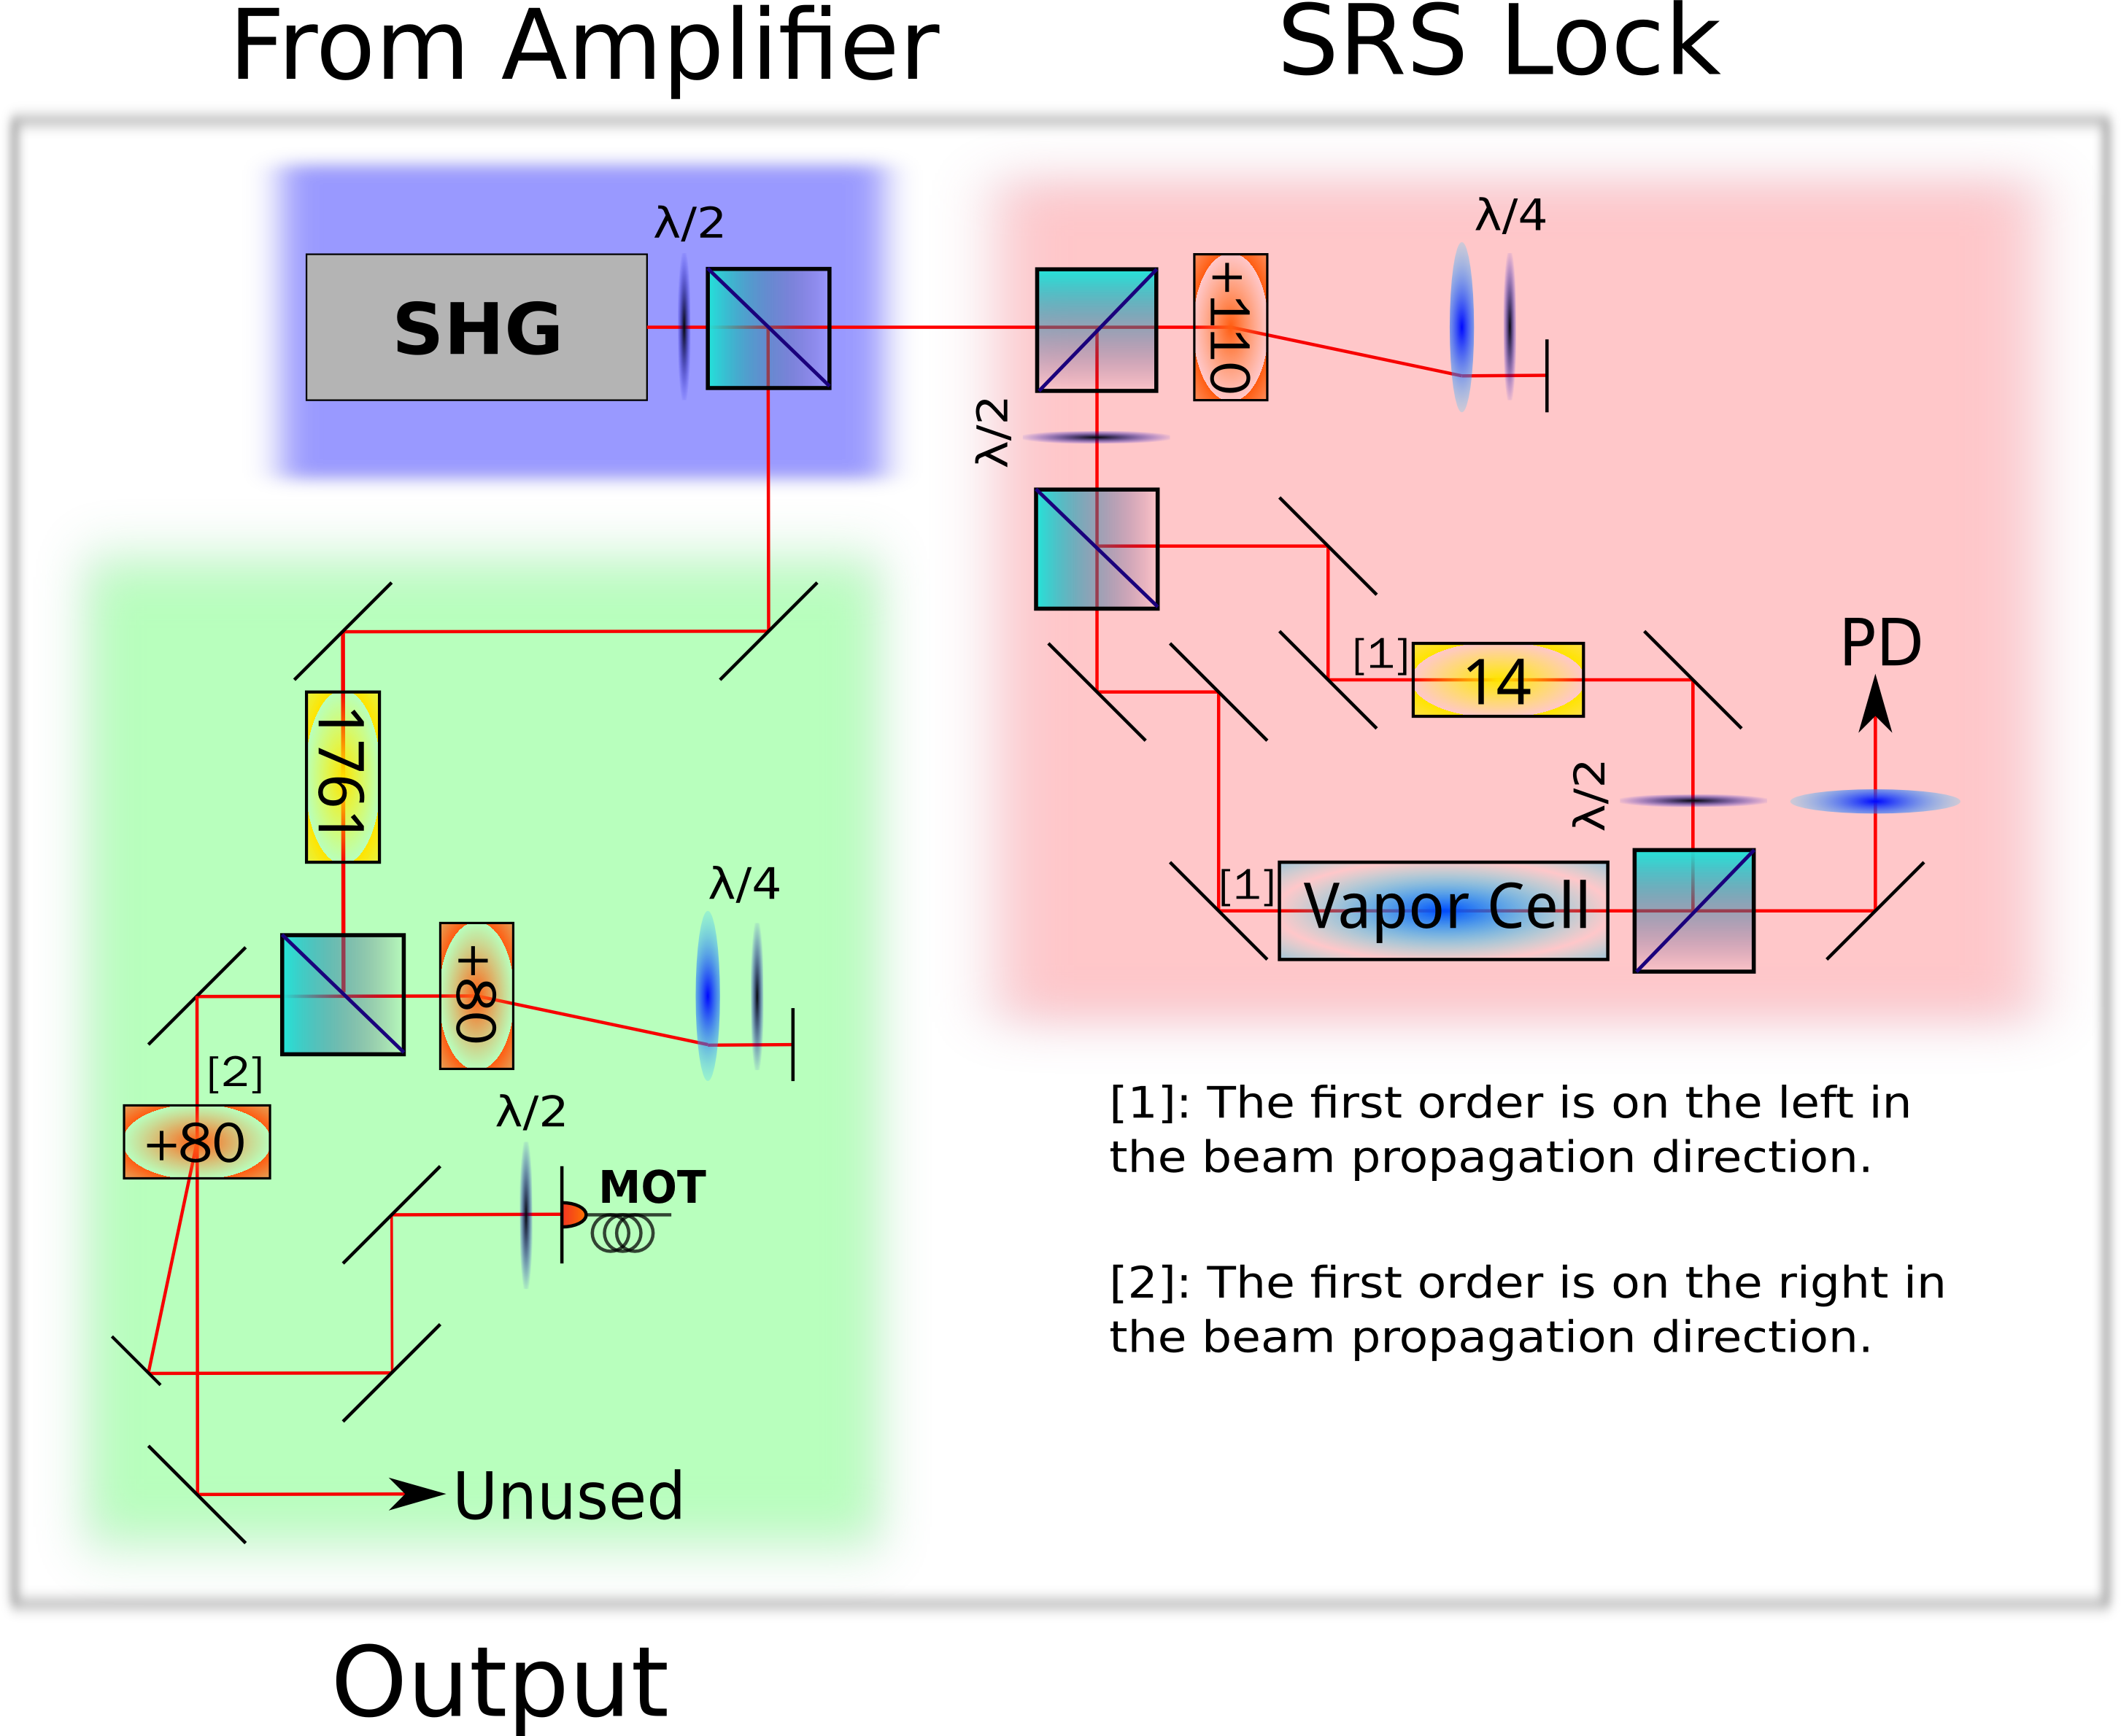 From Amplifier
SRS Lock
λ/2
SHG
λ/4
+110
λ/2
[1]
14
PD
1761
λ/2
λ/4
[1]
Vapor Cell
+80
[2]
+80
λ/2
MOT
[1]: The first order is on the left in
the beam propagation direction.
[2]: The first order is on the right in
the beam propagation direction.
Unused
Output